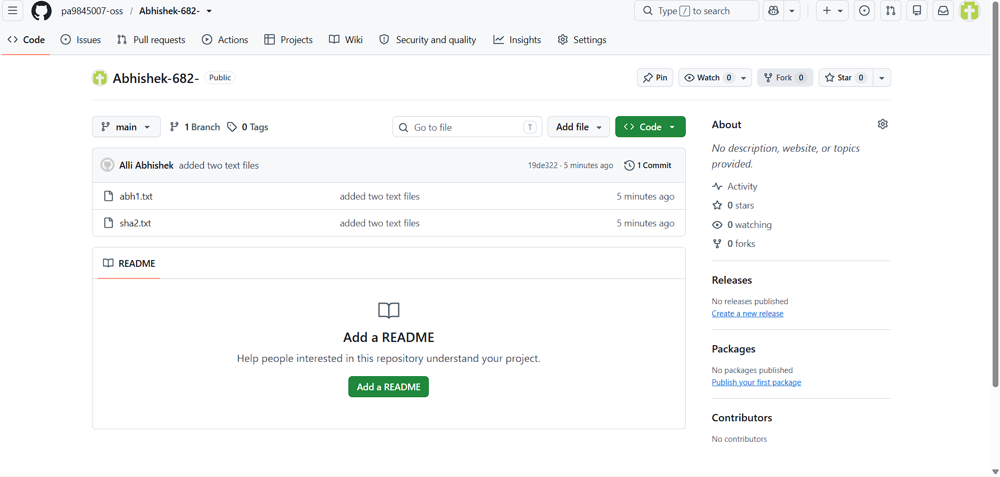 pa9845007-oss / Abhishek-682-
Type / to search
Code Issues Pull requests Actions Projects Wiki Security and quality Insights Settings
Abhishek-682- Public
Pin Watch 0 Fork 0 Star 0
main 1 Branch 0 Tags
Go to file T Add file Code
Alli Abhishek added two text files 19de322 · 5 minutes ago 1 Commit
abh1.txt added two text files 5 minutes ago
sha2.txt added two text files 5 minutes ago
README
Add a README
Help people interested in this repository understand your project.
Add a README
About
No description, website, or topics
provided.
Activity
0 stars
0 watching
0 forks
Releases
No releases published
Create a new release
Packages
No packages published
Publish your first package
Contributors
No contributors